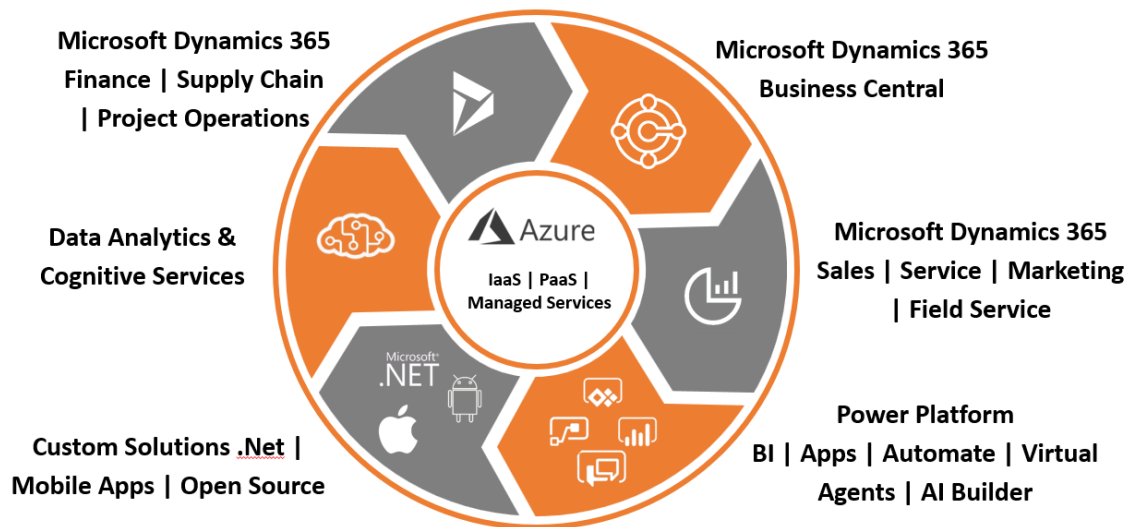 Microsoft Dynamics 365
Finance | Supply Chain
| Project Operations
Microsoft Dynamics 365
Business Central
Data Analytics &
Cognitive Services
Azure
IaaS | PaaS |
Managed Services
Microsoft Dynamics 365
Sales | Service | Marketing
| Field Service
Microsoft®
.NET
Custom Solutions .Net |
Mobile Apps | Open Source
Power Platform
BI | Apps | Automate | Virtual
Agents | AI Builder